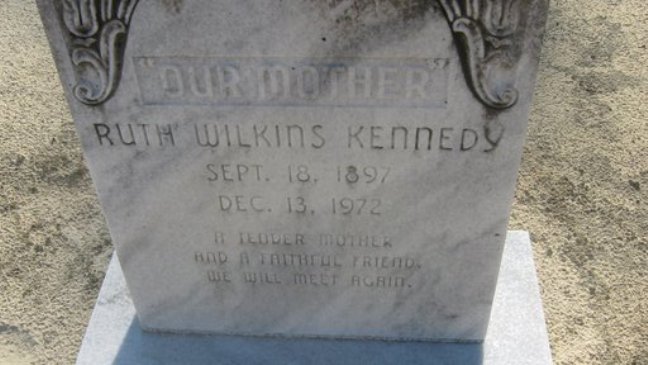 "OUR MOTHER"
RUTH WILKINS KENNEDY
SEPT. 18, 1897
DEC. 13, 1972
A TENDER MOTHER
AND A FAITHFUL FRIEND.
WE WILL MEET AGAIN.